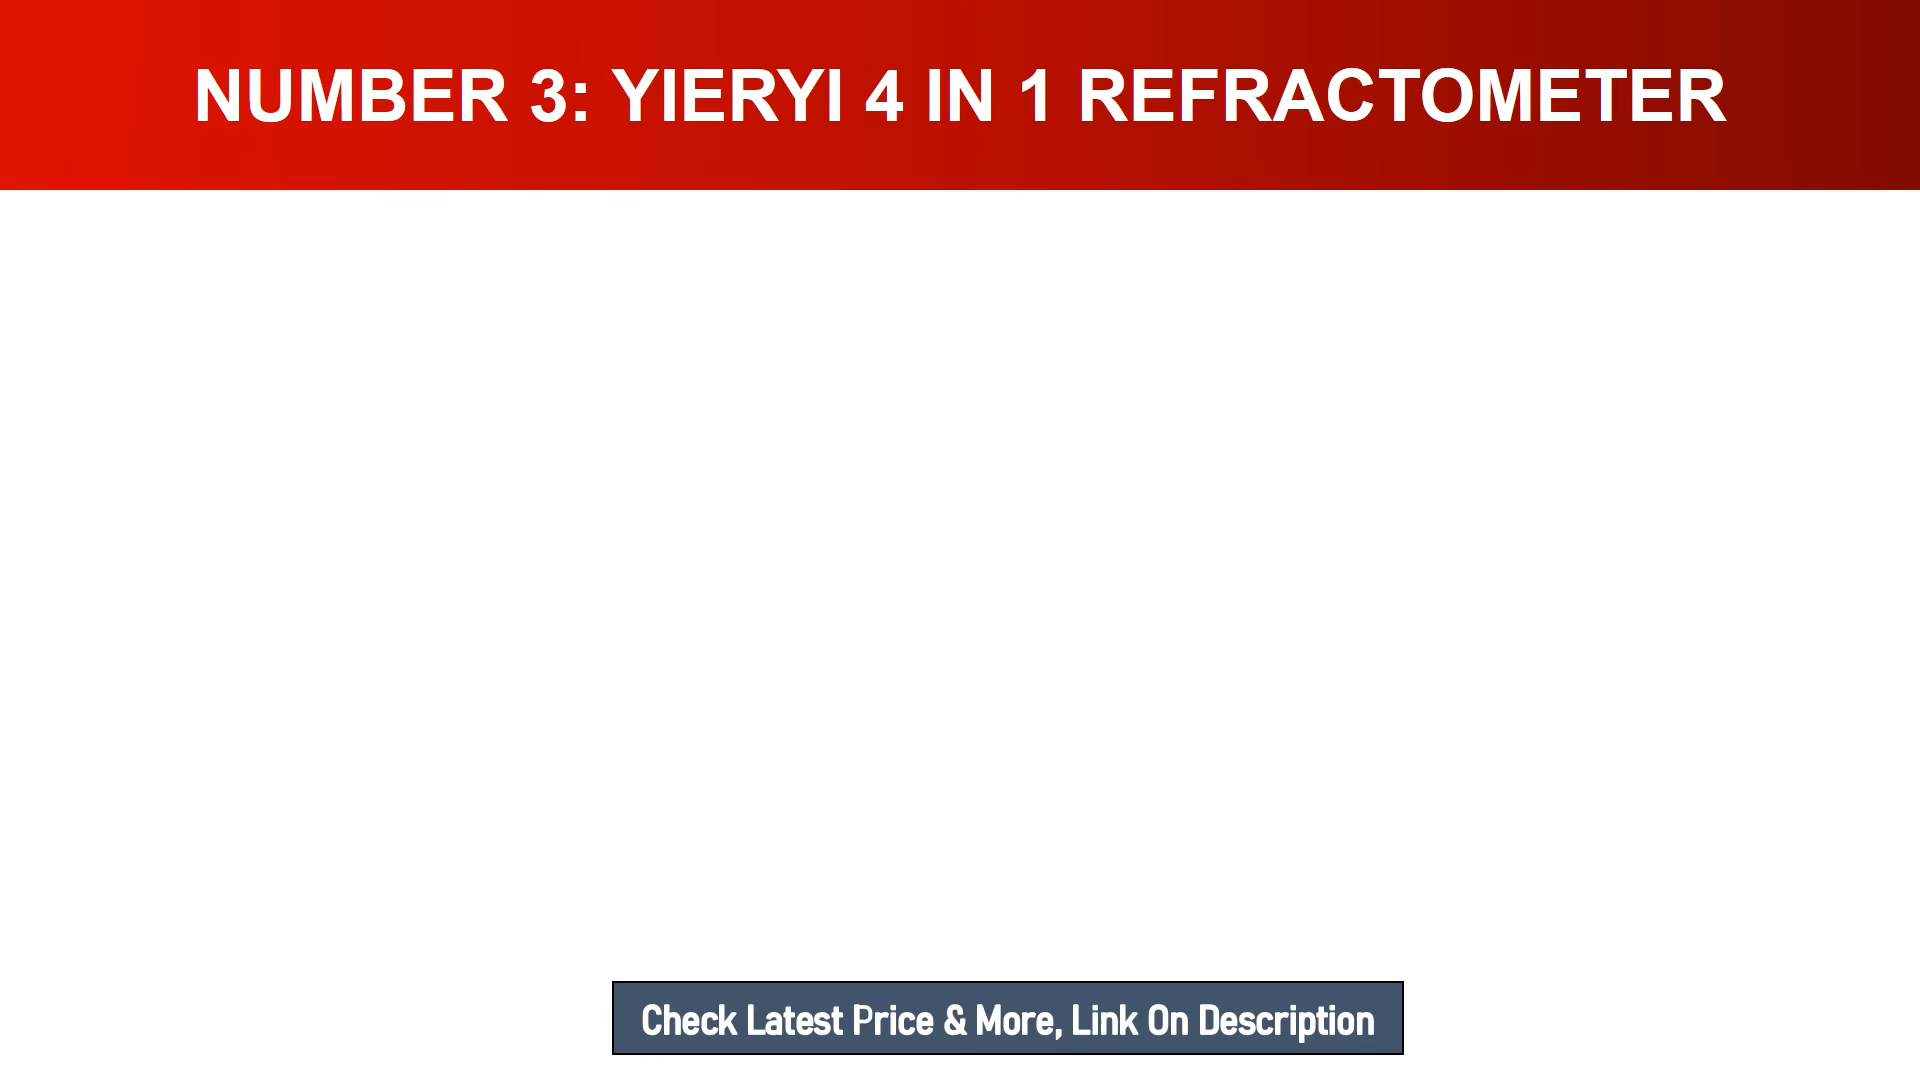 NUMBER 3: YIERYI 4 IN 1 REFRACTOMETER
Check Latest Price & More, Link On Description